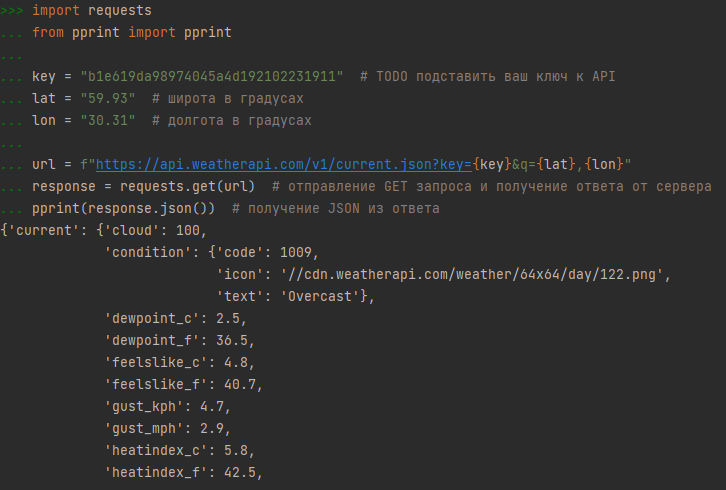 >>> import requests
... from pprint import pprint
...
... key = "b1e619da98974045a4d192102231911"  # TODO подставить ваш ключ к API
... lat = "59.93"  # широта в градусах
... lon = "30.31"  # долгота в градусах
...
... url = f"https://api.weatherapi.com/v1/current.json?key={key}&q={lat},{lon}"
... response = requests.get(url)  # отправление GET запроса и получение ответа от сервера
... pprint(response.json())  # получение JSON из ответа
{'current': {'cloud': 100,
             'condition': {'code': 1009,
                           'icon': '//cdn.weatherapi.com/weather/64x64/day/122.png',
                           'text': 'Overcast'},
             'dewpoint_c': 2.5,
             'dewpoint_f': 36.5,
             'feelslike_c': 4.8,
             'feelslike_f': 40.7,
             'gust_kph': 4.7,
             'gust_mph': 2.9,
             'heatindex_c': 5.8,
             'heatindex_f': 42.5,